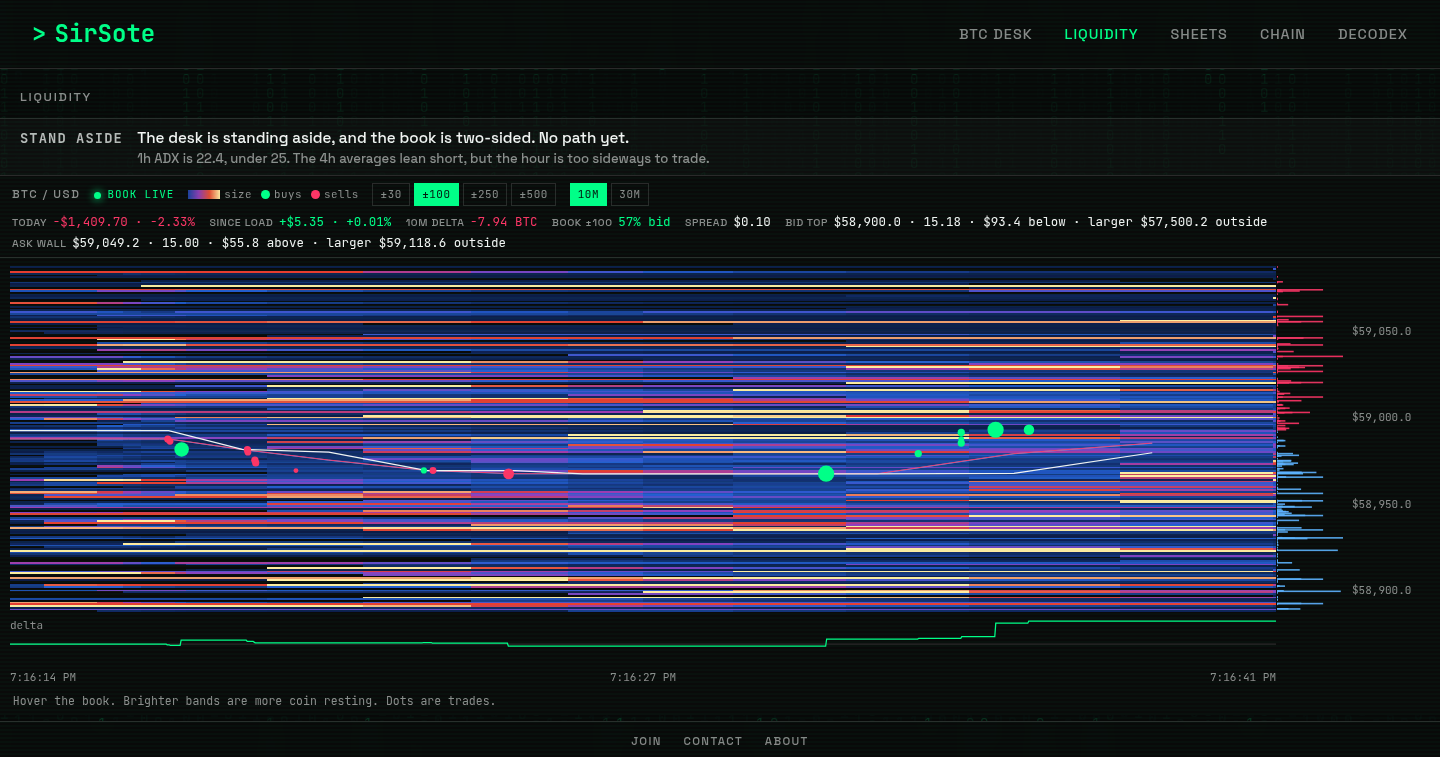 > SirSote
BTC DESK LIQUIDITY SHEETS CHAIN DECODEX
LIQUIDITY
STAND ASIDE The desk is standing aside, and the book is two-sided. No path yet.
1h ADX is 22.4, under 25. The 4h averages lean short, but the hour is too sideways to trade.
BTC / USD BOOK LIVE size buys sells ±30 ±100 ±250 ±500 10M 30M
TODAY -$1,409.70 · -2.33% SINCE LOAD +$5.35 · +0.01% 10M DELTA -7.94 BTC BOOK ±100 57% bid SPREAD $0.10 BID TOP $58,900.0 · 15.18 · $93.4 below · larger $57,500.2 outside
ASK WALL $59,049.2 · 15.00 · $55.8 above · larger $59,118.6 outside
$59,050.0
$59,000.0
$58,950.0
$58,900.0
delta
7:16:14 PM 7:16:27 PM 7:16:41 PM
Hover the book. Brighter bands are more coin resting. Dots are trades.
JOIN CONTACT ABOUT